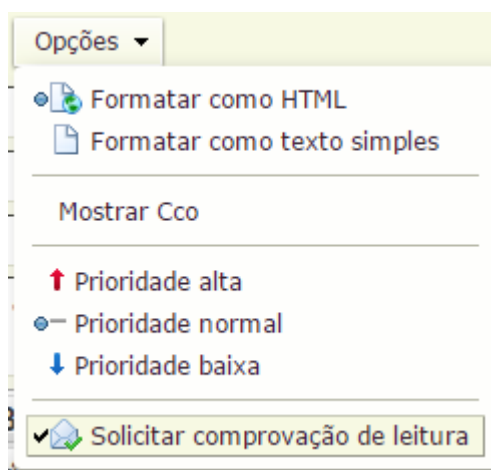 Opções
Formatar como HTML
Formatar como texto simples
Mostrar Cco
Prioridade alta
Prioridade normal
Prioridade baixa
Solicitar comprovação de leitura